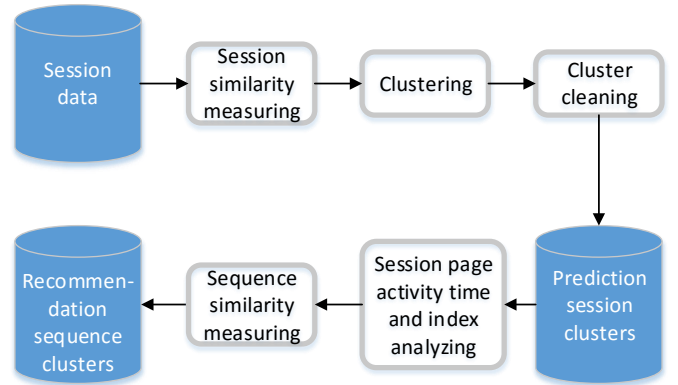 Session
data
Session
similarity
measuring
Clustering
Cluster
cleaning
Recommen-
dation
sequence
clusters
Sequence
similarity
measuring
Session page
activity time
and index
analyzing
Prediction
session
clusters